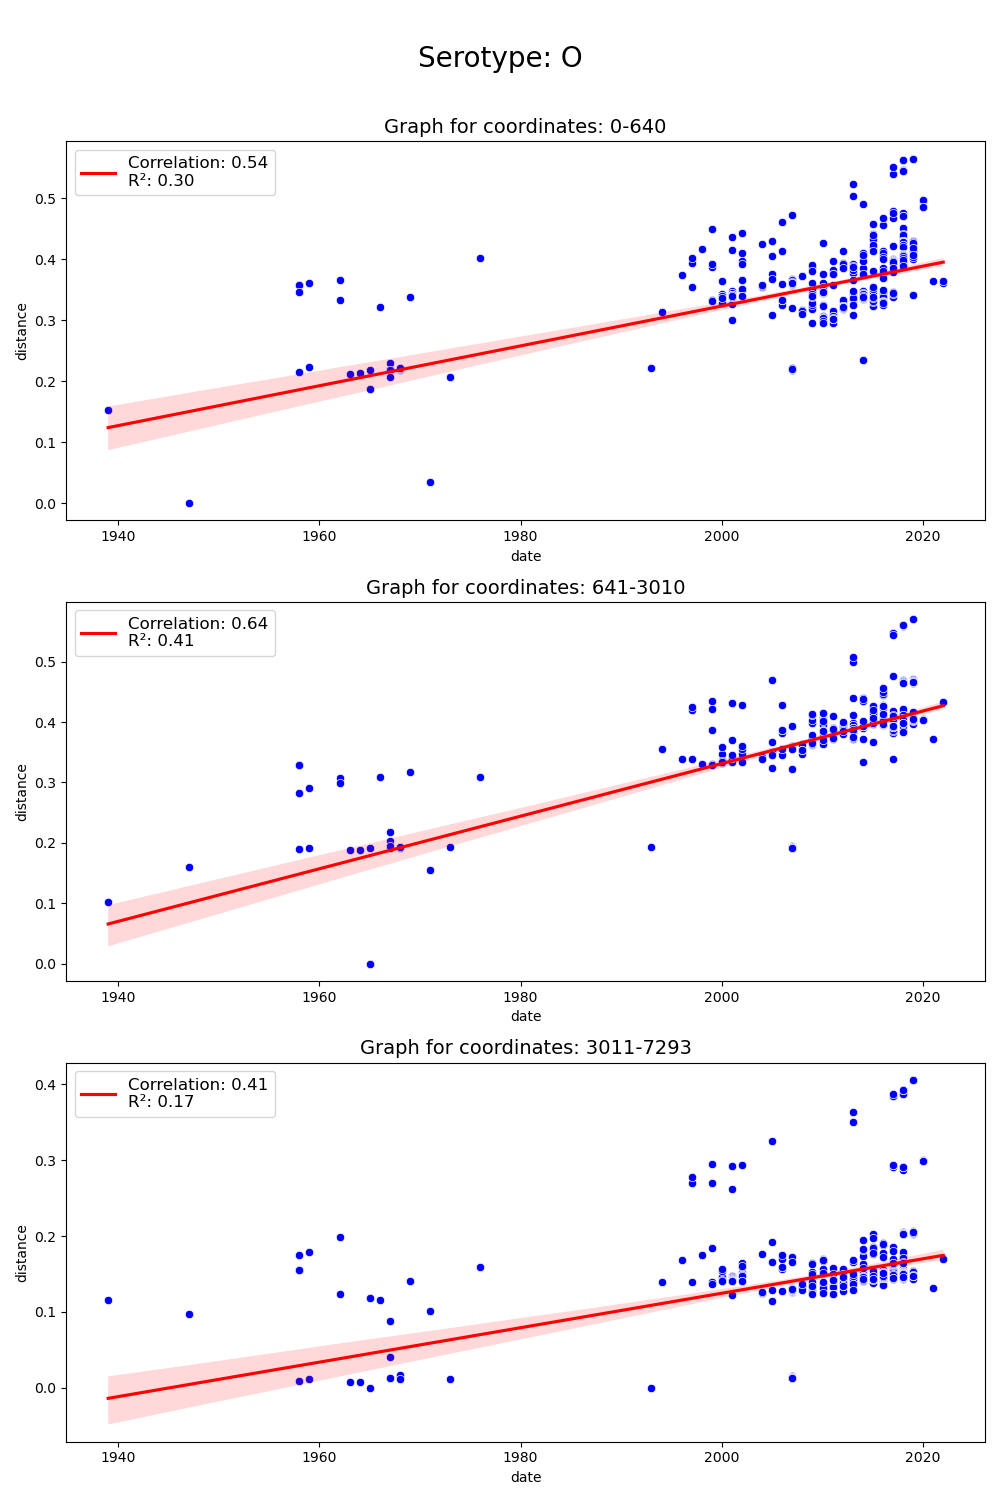 Serotype: O
Graph for coordinates: 0-640
Correlation: 0.54
R²: 0.30
distance
0.5
0.4
0.3
0.2
0.1
0.0
1940 1960 1980 2000 2020
date
Graph for coordinates: 641-3010
Correlation: 0.64
R²: 0.41
distance
0.5
0.4
0.3
0.2
0.1
0.0
1940 1960 1980 2000 2020
date
Graph for coordinates: 3011-7293
Correlation: 0.41
R²: 0.17
distance
0.4
0.3
0.2
0.1
0.0
1940 1960 1980 2000 2020
date